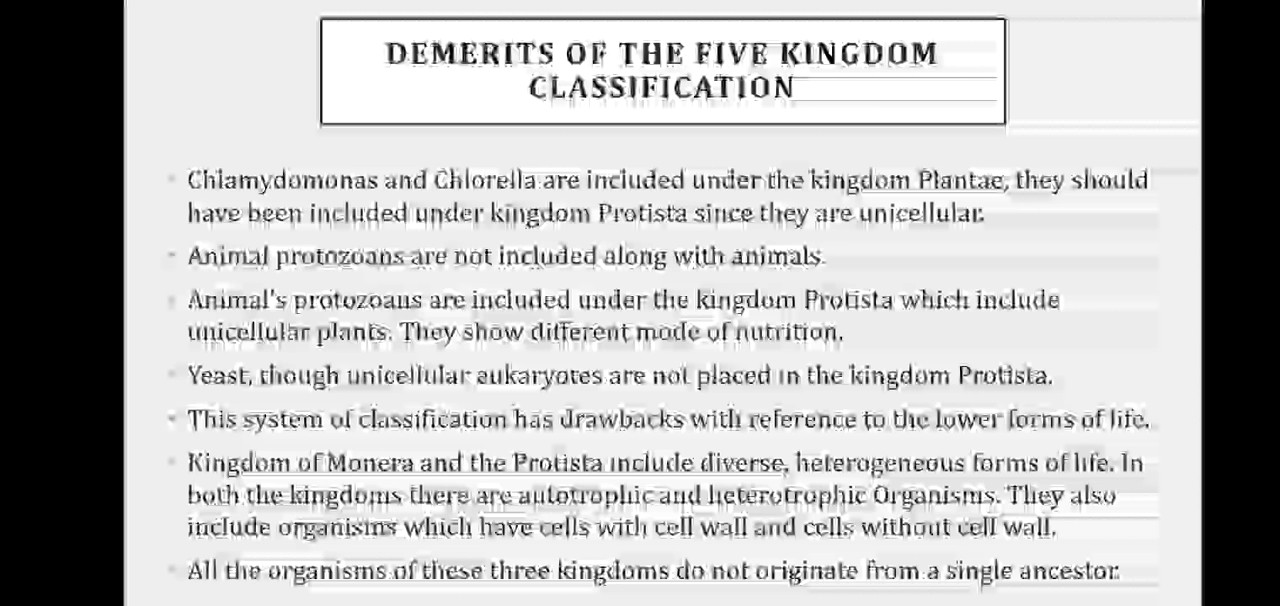 DEMERITS OF THE FIVE KINGDOM
CLASSIFICATION
Chlamydomonas and Chlorella are included under the kingdom Plantae, they should
have been included under kingdom Protista since they are unicellular.
Animal protozoans are not included along with animals.
Animal's protozoans are included under the kingdom Protista which include
unicellular plants. They show different mode of nutrition.
Yeast, though unicellular eukaryotes are not placed in the kingdom Protista.
This system of classification has drawbacks with reference to the lower forms of life.
Kingdom of Monera and the Protista include diverse, heterogeneous forms of life. In
both the kingdoms there are autotrophic and heterotrophic Organisms. They also
include organisms which have cells with cell wall and cells without cell wall.
All the organisms of these three kingdoms do not originate from a single ancestor.